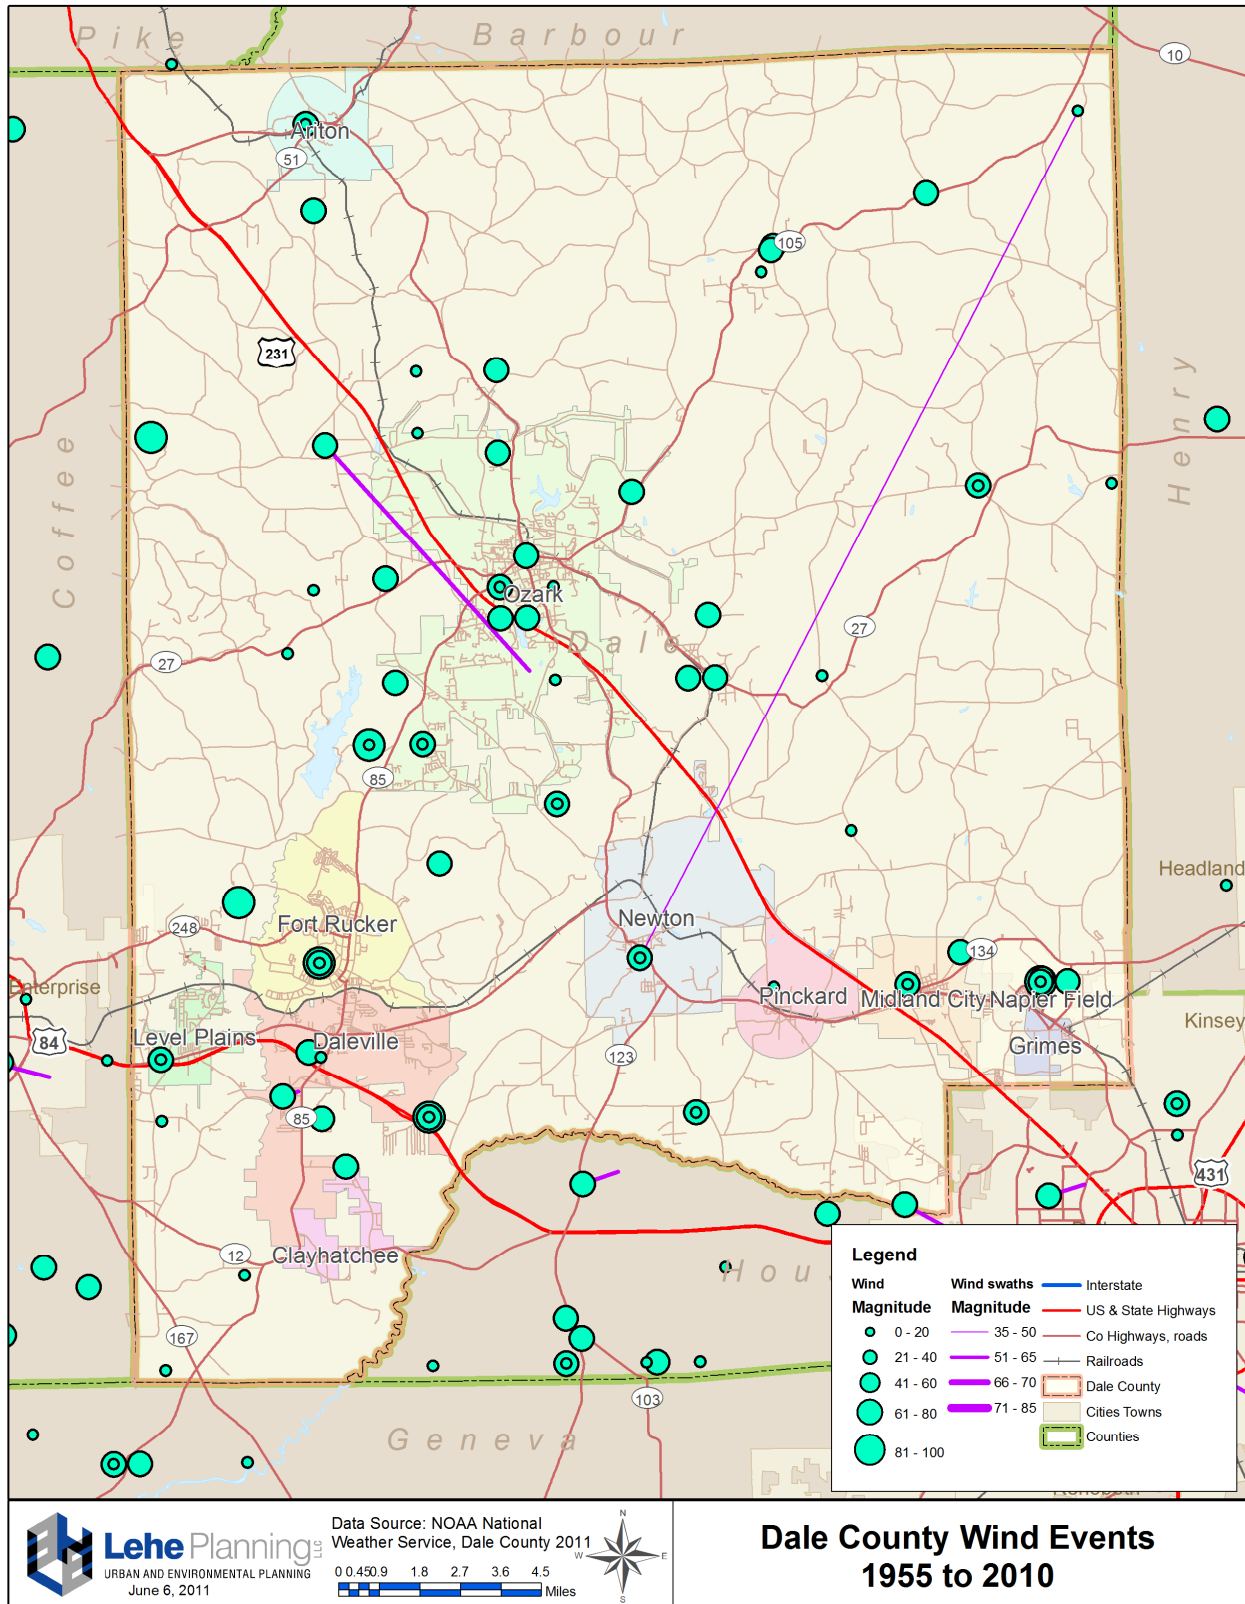 Pike
Barbour
10
Ariton
51
105
231
Coffee
Henry
Ozark
Dale
27
27
85
Headland
Newton
Fort Rucker
248
134
Enterprise
Pinckard
Midland City
Napier Field
Kinsey
84
Level Plains
Daleville
Grimes
123
85
431
12
Clayhatchee
Hous
167
103
Geneva
Legend
Wind
Magnitude
0 - 20
21 - 40
41 - 60
61 - 80
81 - 100
Wind swaths
Magnitude
35 - 50
51 - 65
66 - 70
71 - 85
Interstate
US & State Highways
Co Highways, roads
Railroads
Dale County
Cities Towns
Counties
Lehe Planning LLC
URBAN AND ENVIRONMENTAL PLANNING
June 6, 2011
Data Source: NOAA National
Weather Service, Dale County 2011
0 0.45 0.9 1.8 2.7 3.6 4.5
Miles
N
W E
S
Dale County Wind Events
1955 to 2010